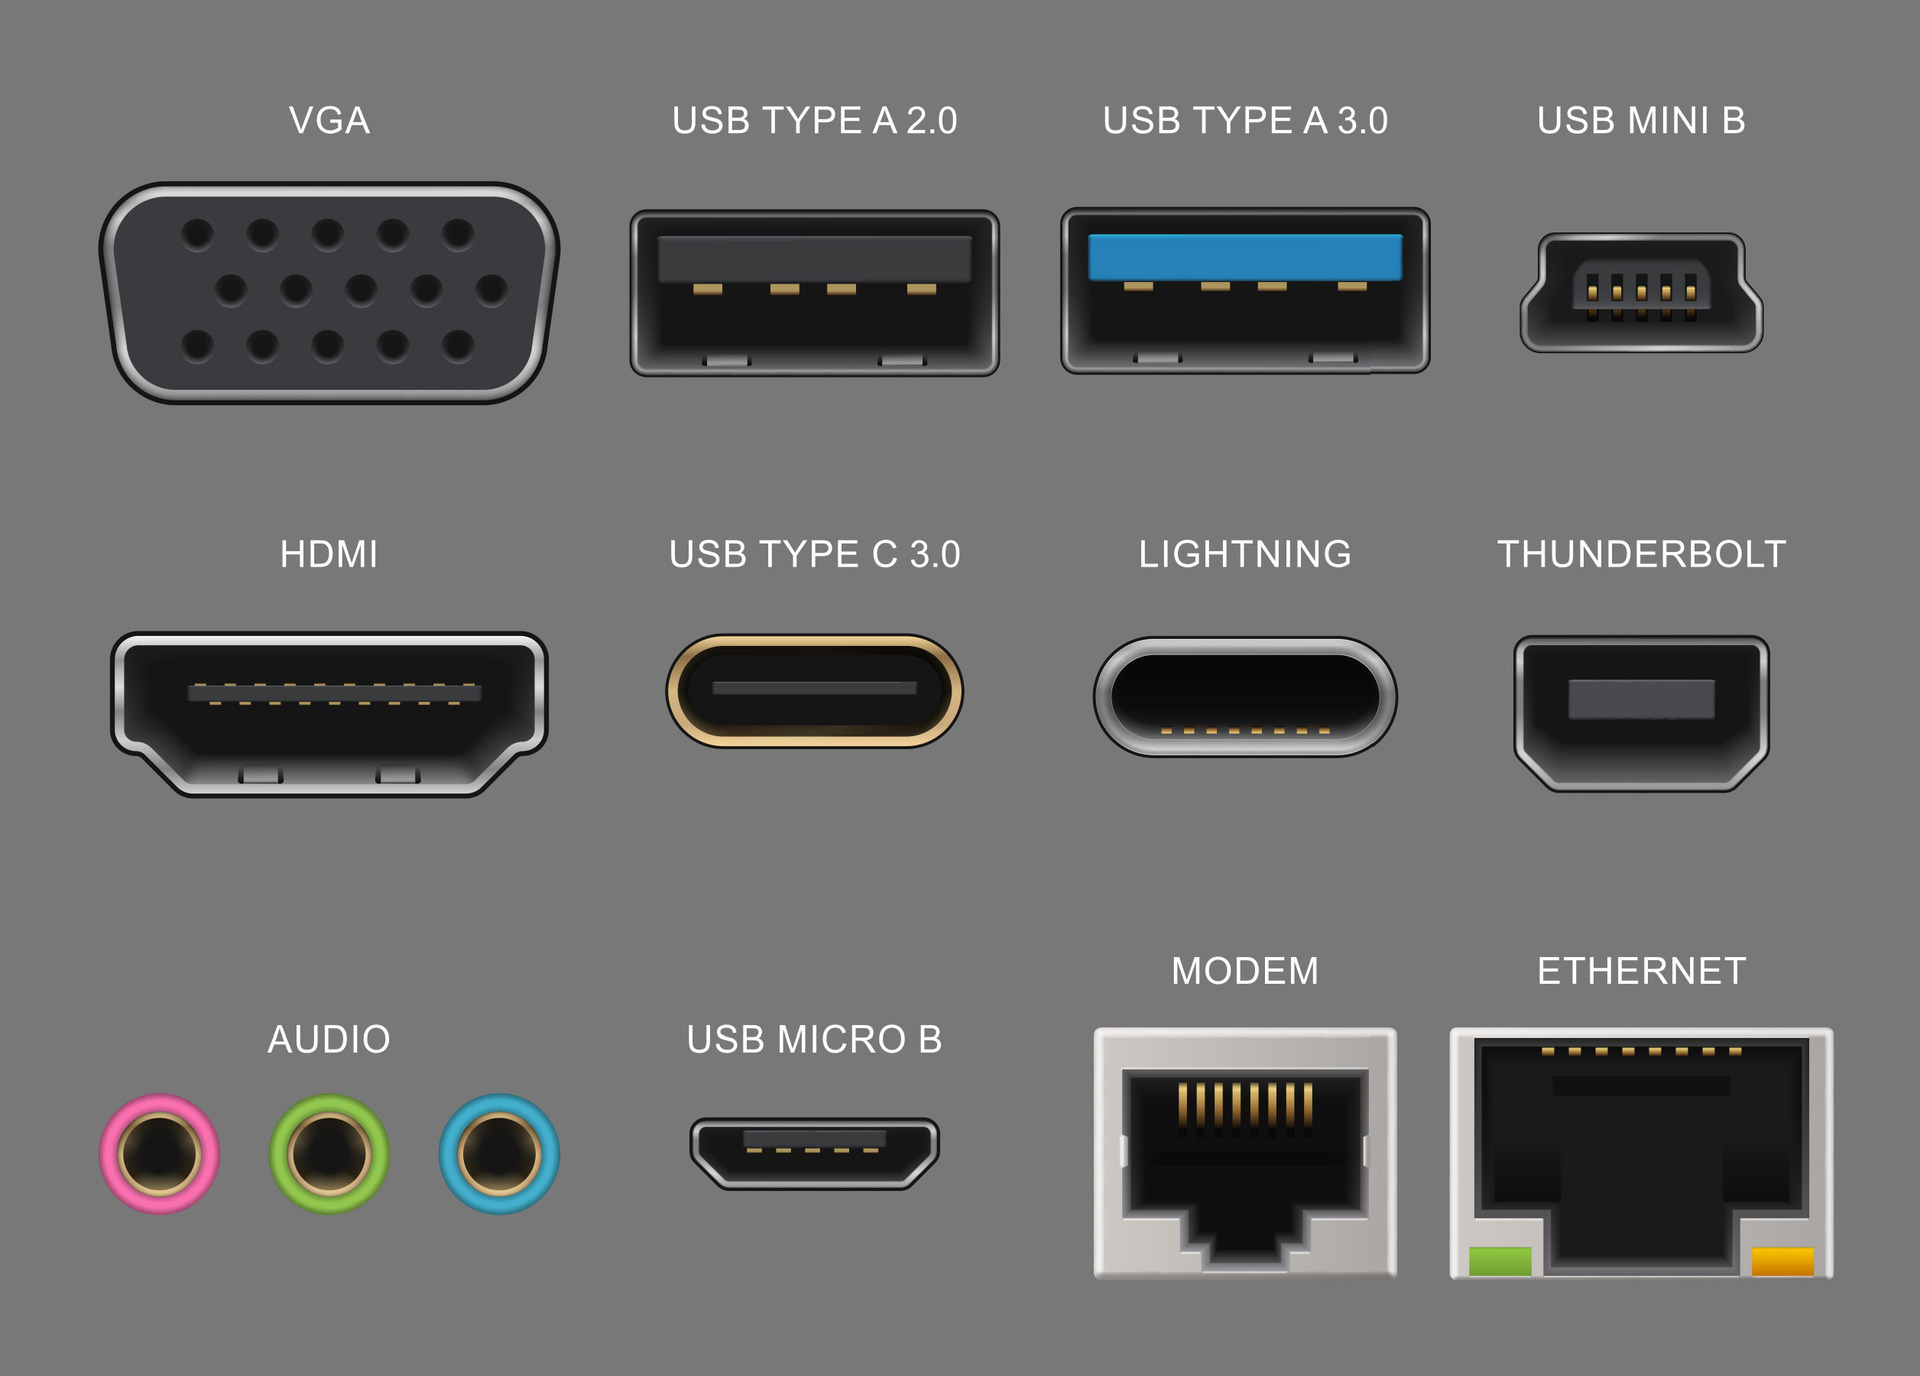 VGA
USB TYPE A 2.0
USB TYPE A 3.0
USB MINI B
HDMI
USB TYPE C 3.0
LIGHTNING
THUNDERBOLT
MODEM
ETHERNET
AUDIO
USB MICRO B